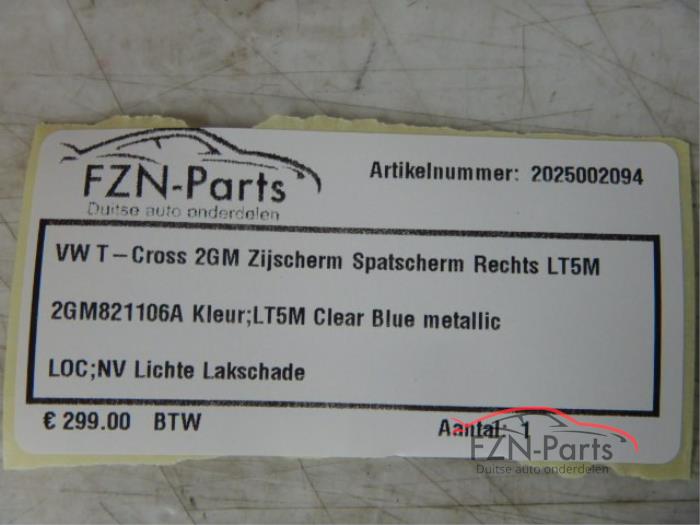 FZN-Parts
Duitse auto onderdelen
Artikelnummer: 2025002094
VW T-Cross 2GM Zijscherm Spatscherm Rechts LT5M
2GM821106A Kleur;LT5M Clear Blue metallic
LOC;NV Lichte Lakschade
€ 299.00 BTW
Aantal: 1
FZN-Parts
Duitse auto onderdelen